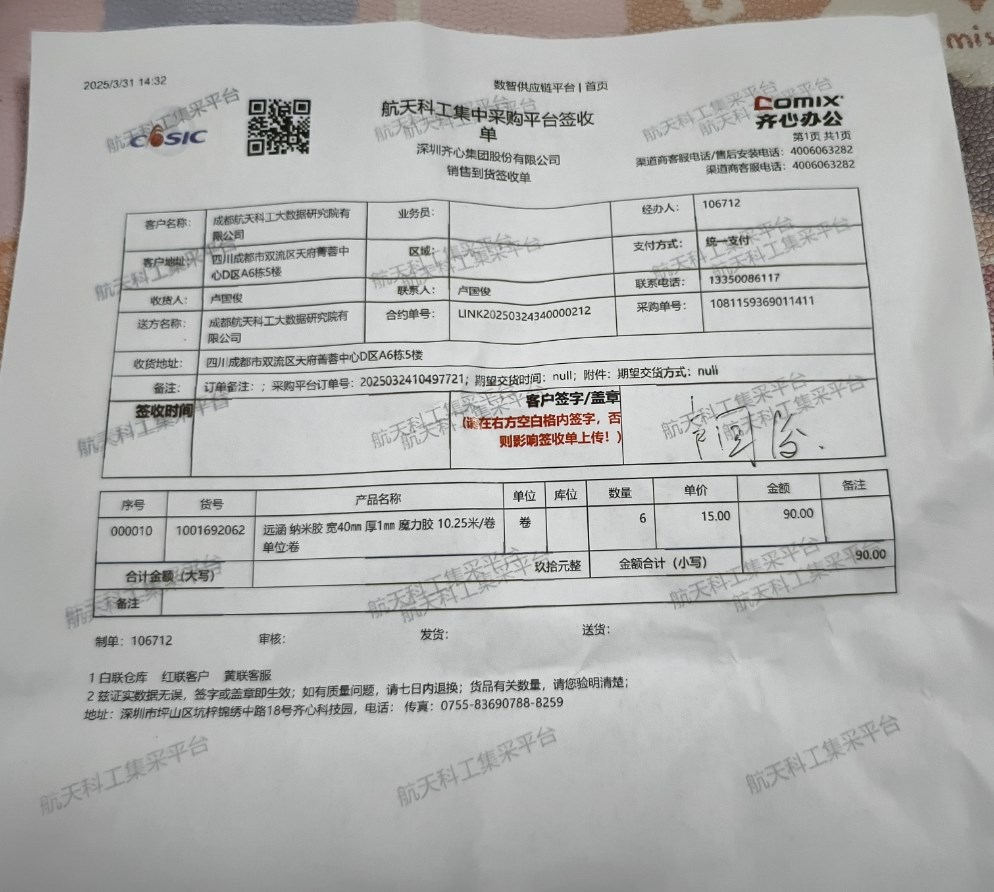 mis
2025/3/31 14:32
数智供应链平台 | 首页
CASIC
航天科工集中采购平台签收
单
COMIX
齐心办公
深圳齐心集团股份有限公司
销售到货签收单
第1页 共1页
渠道商客服电话/售后安装电话: 4006063282
渠道商客服电话: 4006063282
客户名称: 成都航天科工大数据研究院有限公司 业务员: 经办人: 106712
客户地址: 四川成都市双流区天府菁蓉中心D区A6栋5楼 区域: 支付方式: 统一支付
收货人: 卢国俊 联系人: 卢国俊 联系电话: 13350086117
送方名称: 成都航天科工大数据研究院有限公司 合约单号: LINK20250324340000212 采购单号: 1081159369011411
收货地址: 四川成都市双流区天府菁蓉中心D区A6栋5楼
备注: 订单备注: ; 采购平台订单号: 2025032410497721; 期望交货时间: null; 附件: 期望交货方式: null
签收时间 客户签字/盖章
(请在右方空白格内签字，否
则影响签收单上传！)
序号 货号 产品名称 单位 库位 数量 单价 金额 备注
000010 1001692062 远涵 纳米胶 宽40mm 厚1mm 魔力胶 10.25米/卷 卷 6 15.00 90.00
单位:卷
合计金额（大写） 玖拾元整 金额合计（小写） 90.00
备注
制单: 106712 审核: 发货: 送货:
1 白联仓库 红联客户 黄联客服
2 兹证实数据无误，签字或盖章即生效；如有质量问题，请七日内退换；货品有关数量，请您验明清楚；
地址：深圳市坪山区坑梓锦绣中路18号齐心科技园，电话： 传真：0755-83690788-8259
航天科工集采平台
航天科工集采平台
航天科工集采平台